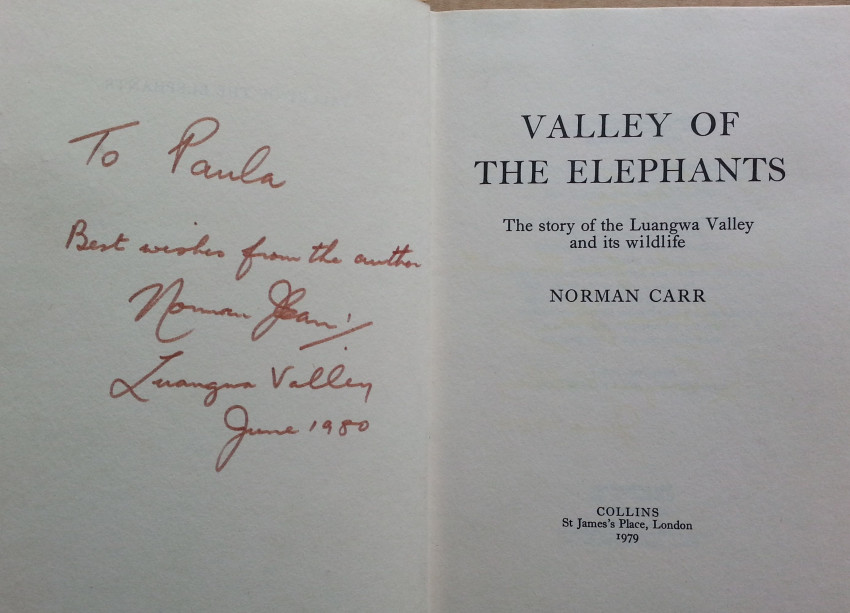 To Paula
Best wishes from the author
Norman Carr
Luangwa Valley
June 1980
VALLEY OF
THE ELEPHANTS
The story of the Luangwa Valley
and its wildlife
NORMAN CARR
COLLINS
St James's Place, London
1979